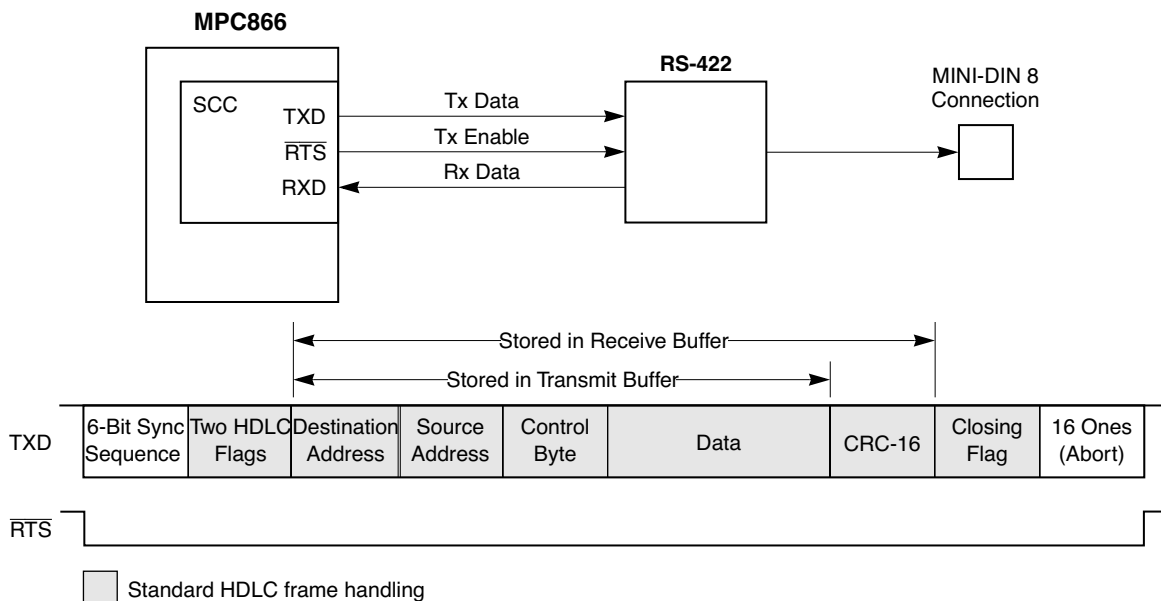 MPC866
SCC
TXD
RTS
RXD
Tx Data
Tx Enable
Rx Data
RS-422
MINI-DIN 8
Connection
Stored in Receive Buffer
Stored in Transmit Buffer
TXD
6-Bit Sync
Sequence
Two HDLC
Flags
Destination
Address
Source
Address
Control
Byte
Data
CRC-16
Closing
Flag
16 Ones
(Abort)
RTS
Standard HDLC frame handling